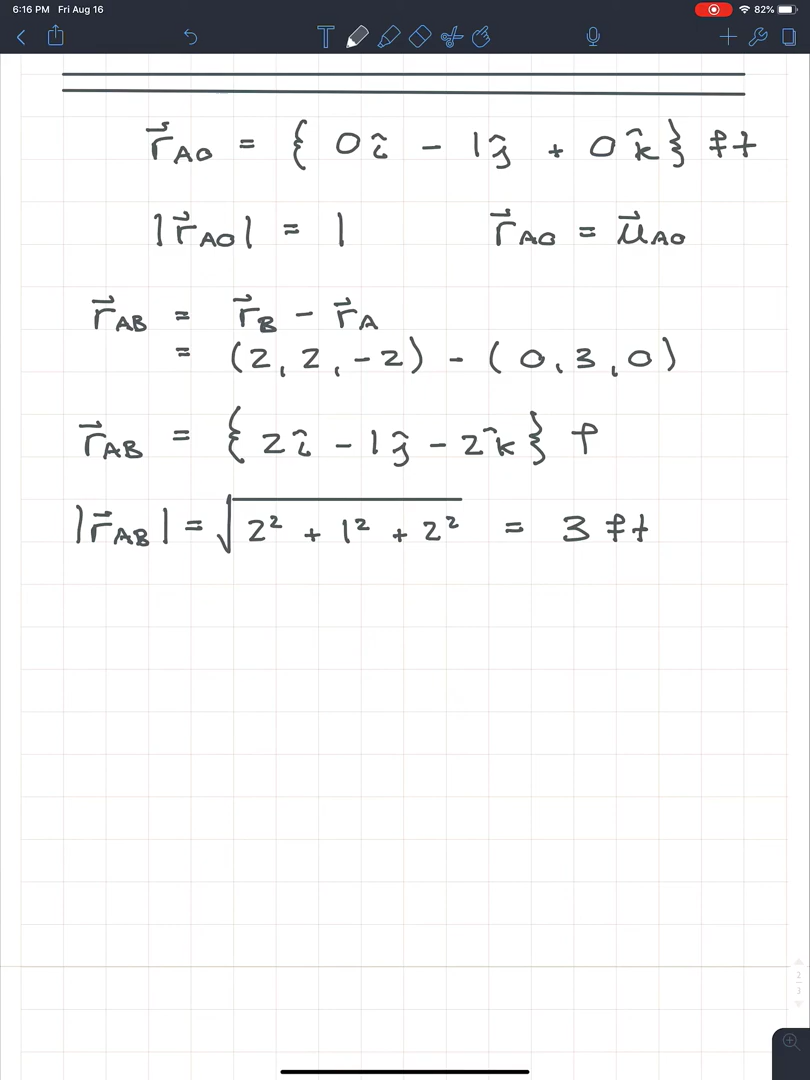 6:16 PM Fri Aug 16 82%
T
r⃗AO = { 0î - 1ĵ + 0k̂ } ft
|r⃗AO| = 1 r⃗AO = μ⃗AO
r⃗AB = r⃗B - r⃗A
= (2, 2, -2) - (0, 3, 0)
r⃗AB = { 2î - 1ĵ - 2k̂ } f
|r⃗AB| = √(2² + 1² + 2²) = 3 ft